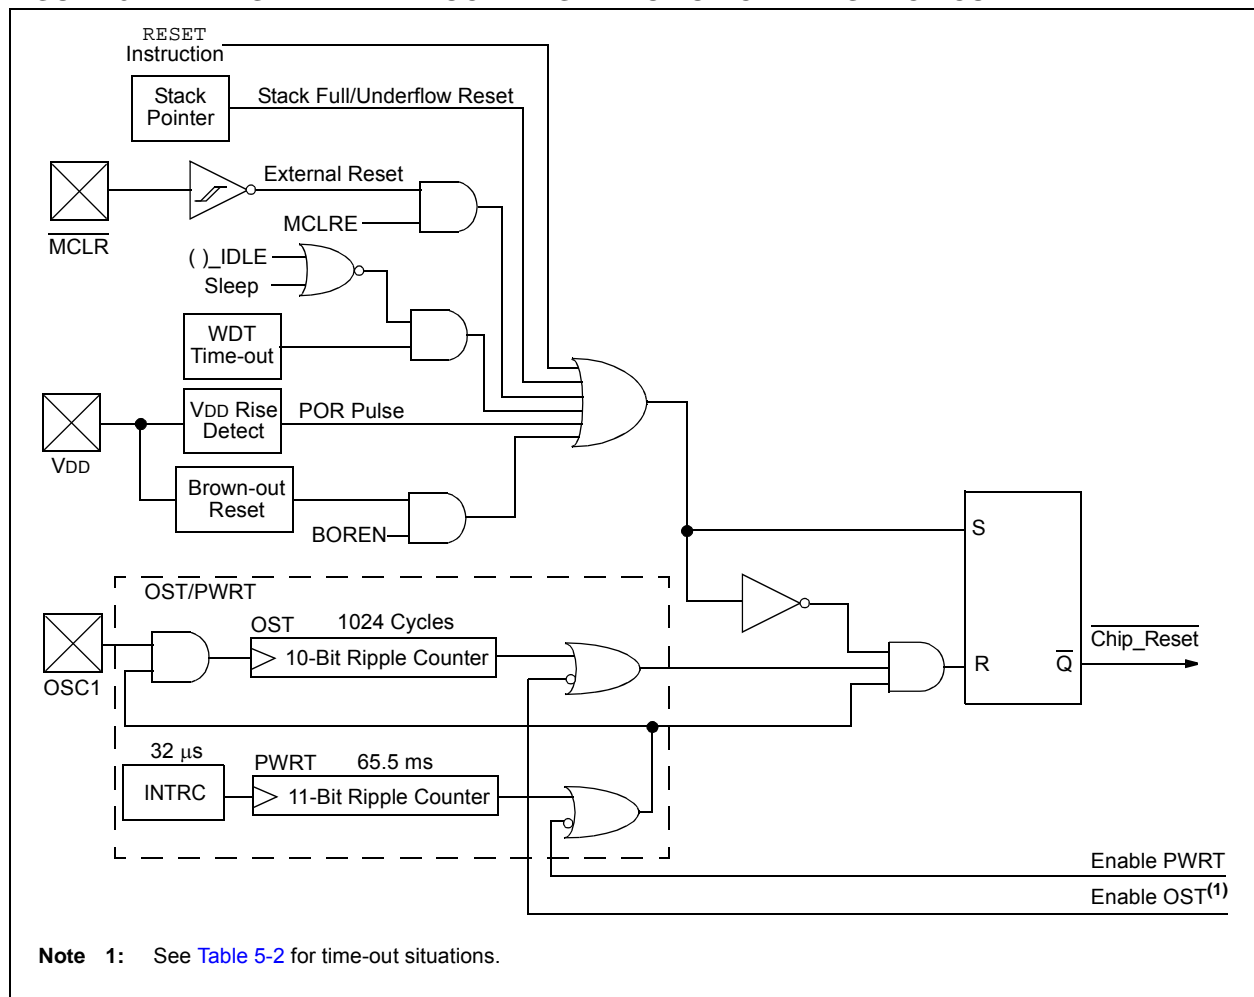 RESET
Instruction
Stack
Pointer
Stack Full/Underflow Reset
External Reset
MCLR
MCLRE
( )_IDLE
Sleep
WDT
Time-out
VDD Rise
Detect
POR Pulse
VDD
Brown-out
Reset
BOREN
S
OST/PWRT
OST
1024 Cycles
10-Bit Ripple Counter
OSC1
R
Q
Chip_Reset
32 μs
INTRC
PWRT
65.5 ms
11-Bit Ripple Counter
Enable PWRT
Enable OST(1)
Note 1: See Table 5-2 for time-out situations.